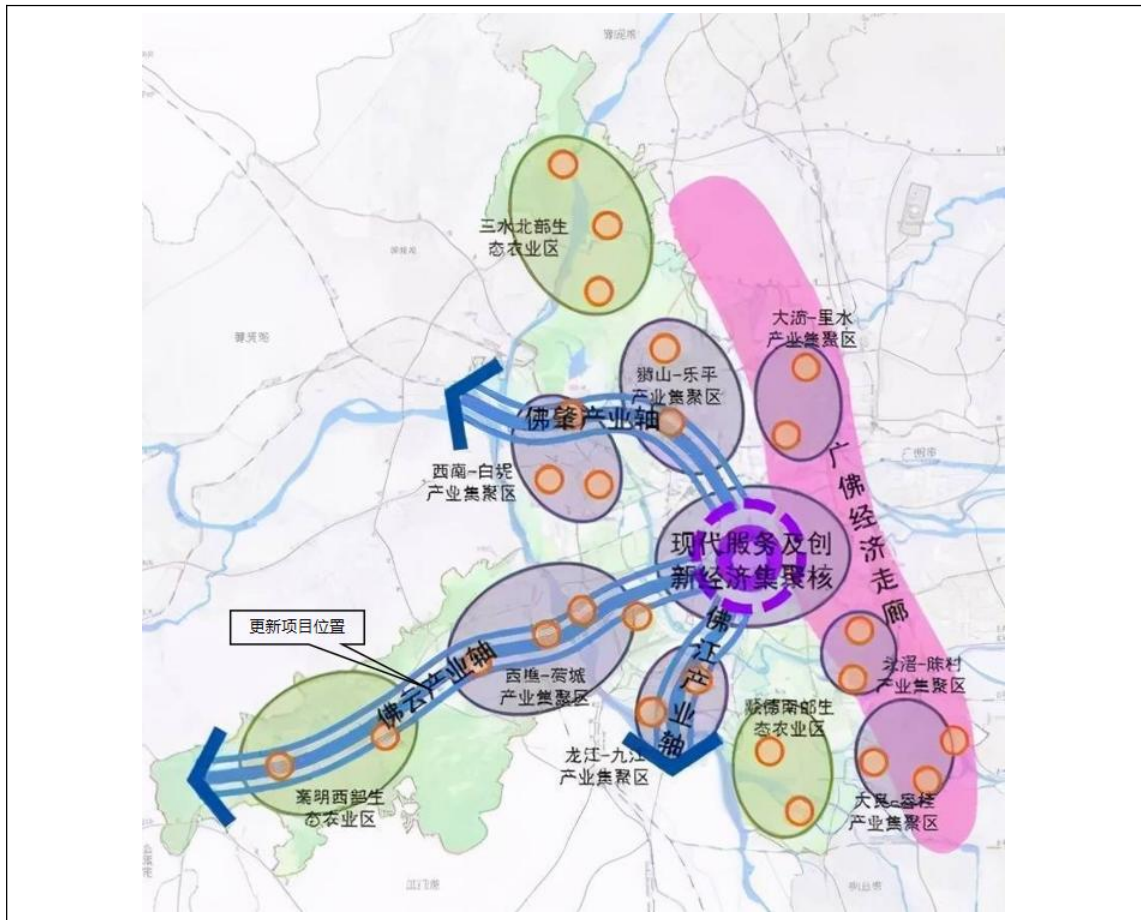 三水北部生
态农业区
大沥-里水
产业集聚区
狮山-乐平
产业集聚区
佛肇产业轴
西南-白坭
产业集聚区
广佛经济走廊
现代服务及创
新经济集聚核
更新项目位置
佛云产业轴
西樵-荷城
产业集聚区
佛江产业轴
北滘-陈村
产业集聚区
顺德南部生
态农业区
龙江-九江
产业集聚区
高明西部生
态农业区
大良-容桂
产业集聚区